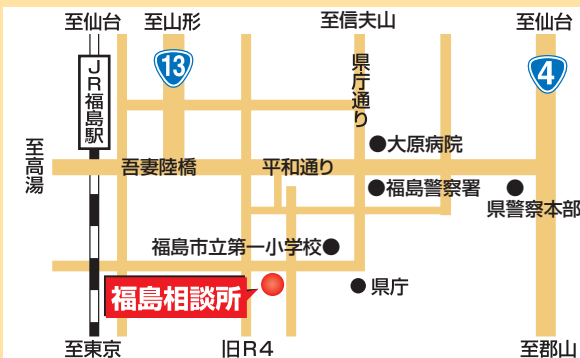 至仙台
至山形
至信夫山
至仙台
13
4
JR福島駅
県庁通り
至高湯
大原病院
吾妻陸橋
平和通り
福島警察署
県警察本部
福島市立第一小学校
福島相談所
県庁
至東京
旧R4
至郡山